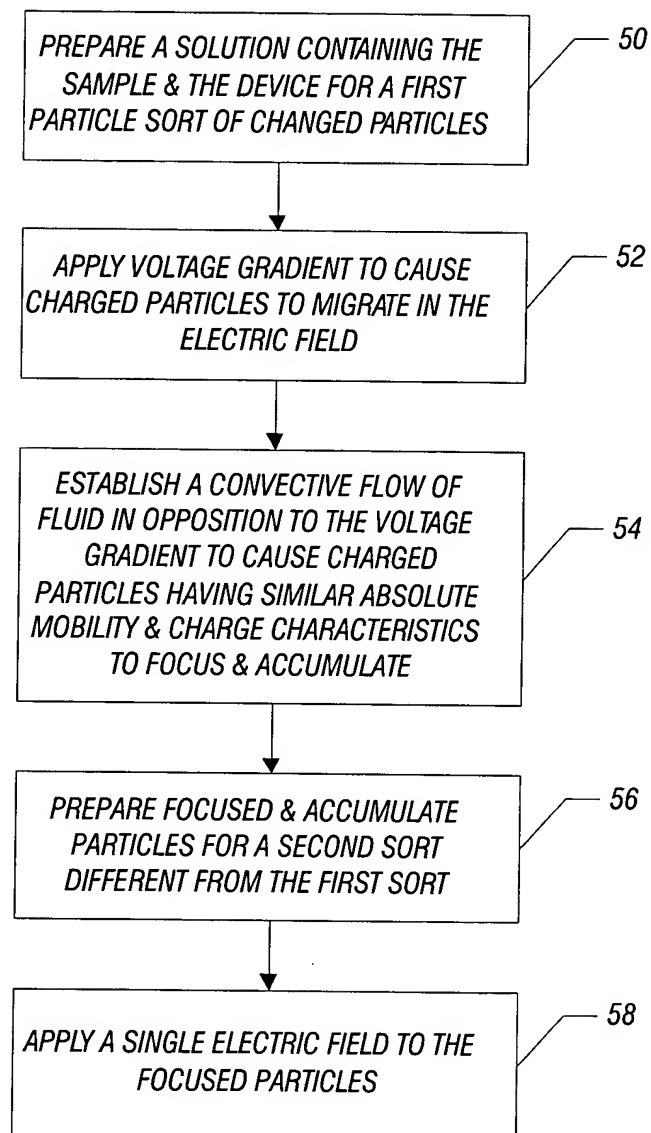 PREPARE A SOLUTION CONTAINING THE
SAMPLE & THE DEVICE FOR A FIRST
PARTICLE SORT OF CHANGED PARTICLES
50
APPLY VOLTAGE GRADIENT TO CAUSE
CHARGED PARTICLES TO MIGRATE IN THE
ELECTRIC FIELD
52
ESTABLISH A CONVECTIVE FLOW OF
FLUID IN OPPOSITION TO THE VOLTAGE
GRADIENT TO CAUSE CHARGED
PARTICLES HAVING SIMILAR ABSOLUTE
MOBILITY & CHARGE CHARACTERISTICS
TO FOCUS & ACCUMULATE
54
PREPARE FOCUSED & ACCUMULATE
PARTICLES FOR A SECOND SORT
DIFFERENT FROM THE FIRST SORT
56
APPLY A SINGLE ELECTRIC FIELD TO THE
FOCUSED PARTICLES
58